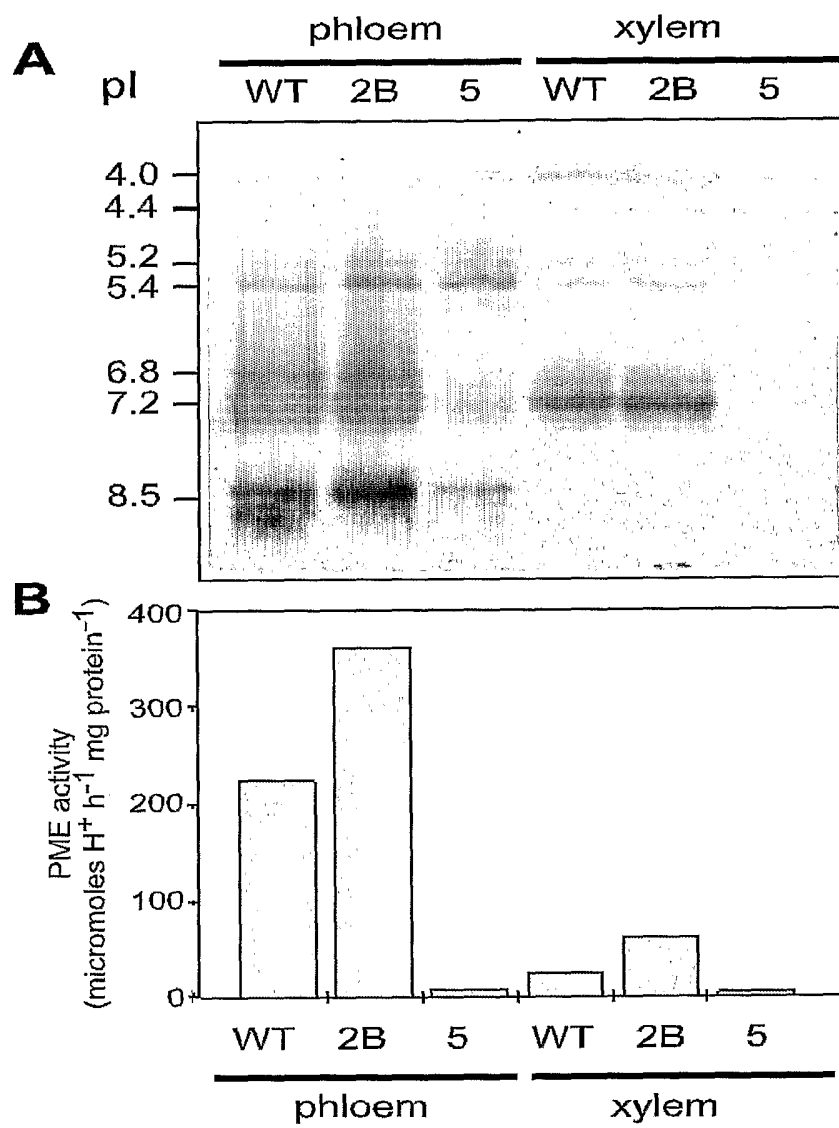 phloem xylem
A
pI WT 2B 5 WT 2B 5
4.0
4.4
5.2
5.4
6.8
7.2
8.5
B
PME activity
(micromoles H⁺ h⁻¹ mg protein⁻¹)
400
300
200
100
0
WT 2B 5 WT 2B 5
phloem xylem